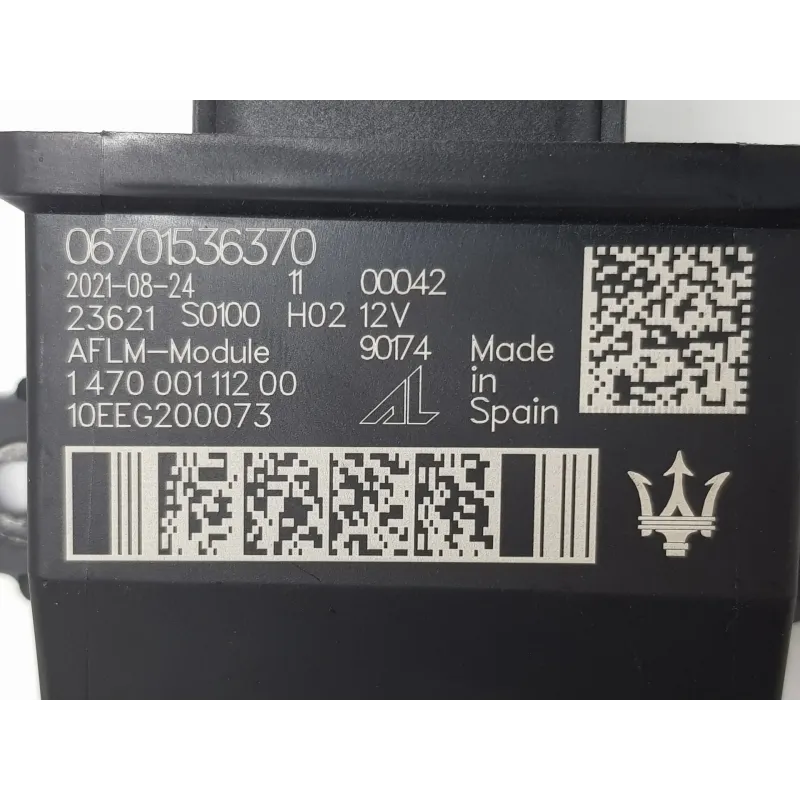 06701536370
2021-08-24 11 00042
23621 S0100 H02 12V
AFLM-Module 90174 Made
1 470 001 112 00 in
10EEG200073 AL Spain